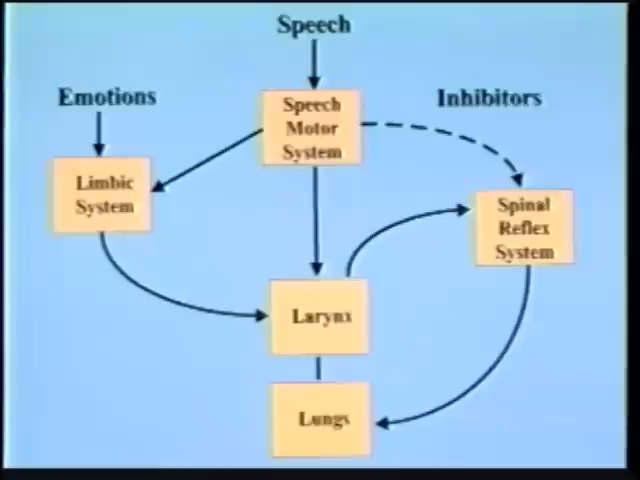 Speech
Emotions
Inhibitors
Speech
Motor
System
Limbic
System
Spinal
Reflex
System
Larynx
Lungs